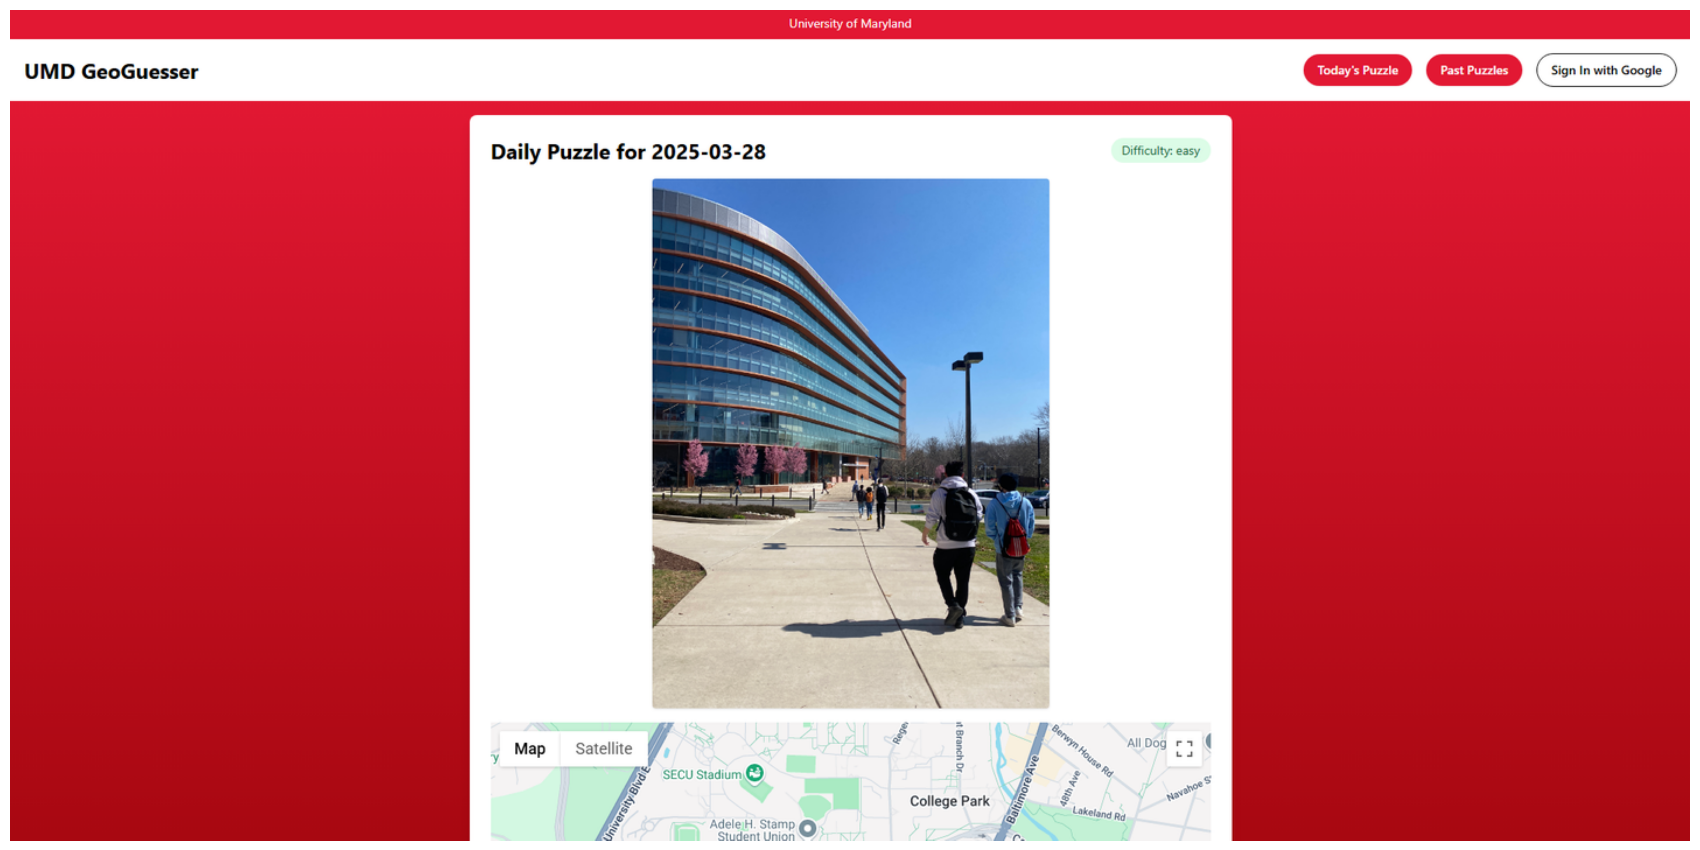 University of Maryland
UMD GeoGuesser
Today's Puzzle
Past Puzzles
Sign In with Google
Daily Puzzle for 2025-03-28
Difficulty: easy
Map
Satellite
SECU Stadium
University Blvd E
Adele H. Stamp
Student Union
College Park
Baltimore Ave
Berwyn House Rd
48th Ave
Lakeland Rd
Navahoe S
All Dog
t Branch Dr
Rege